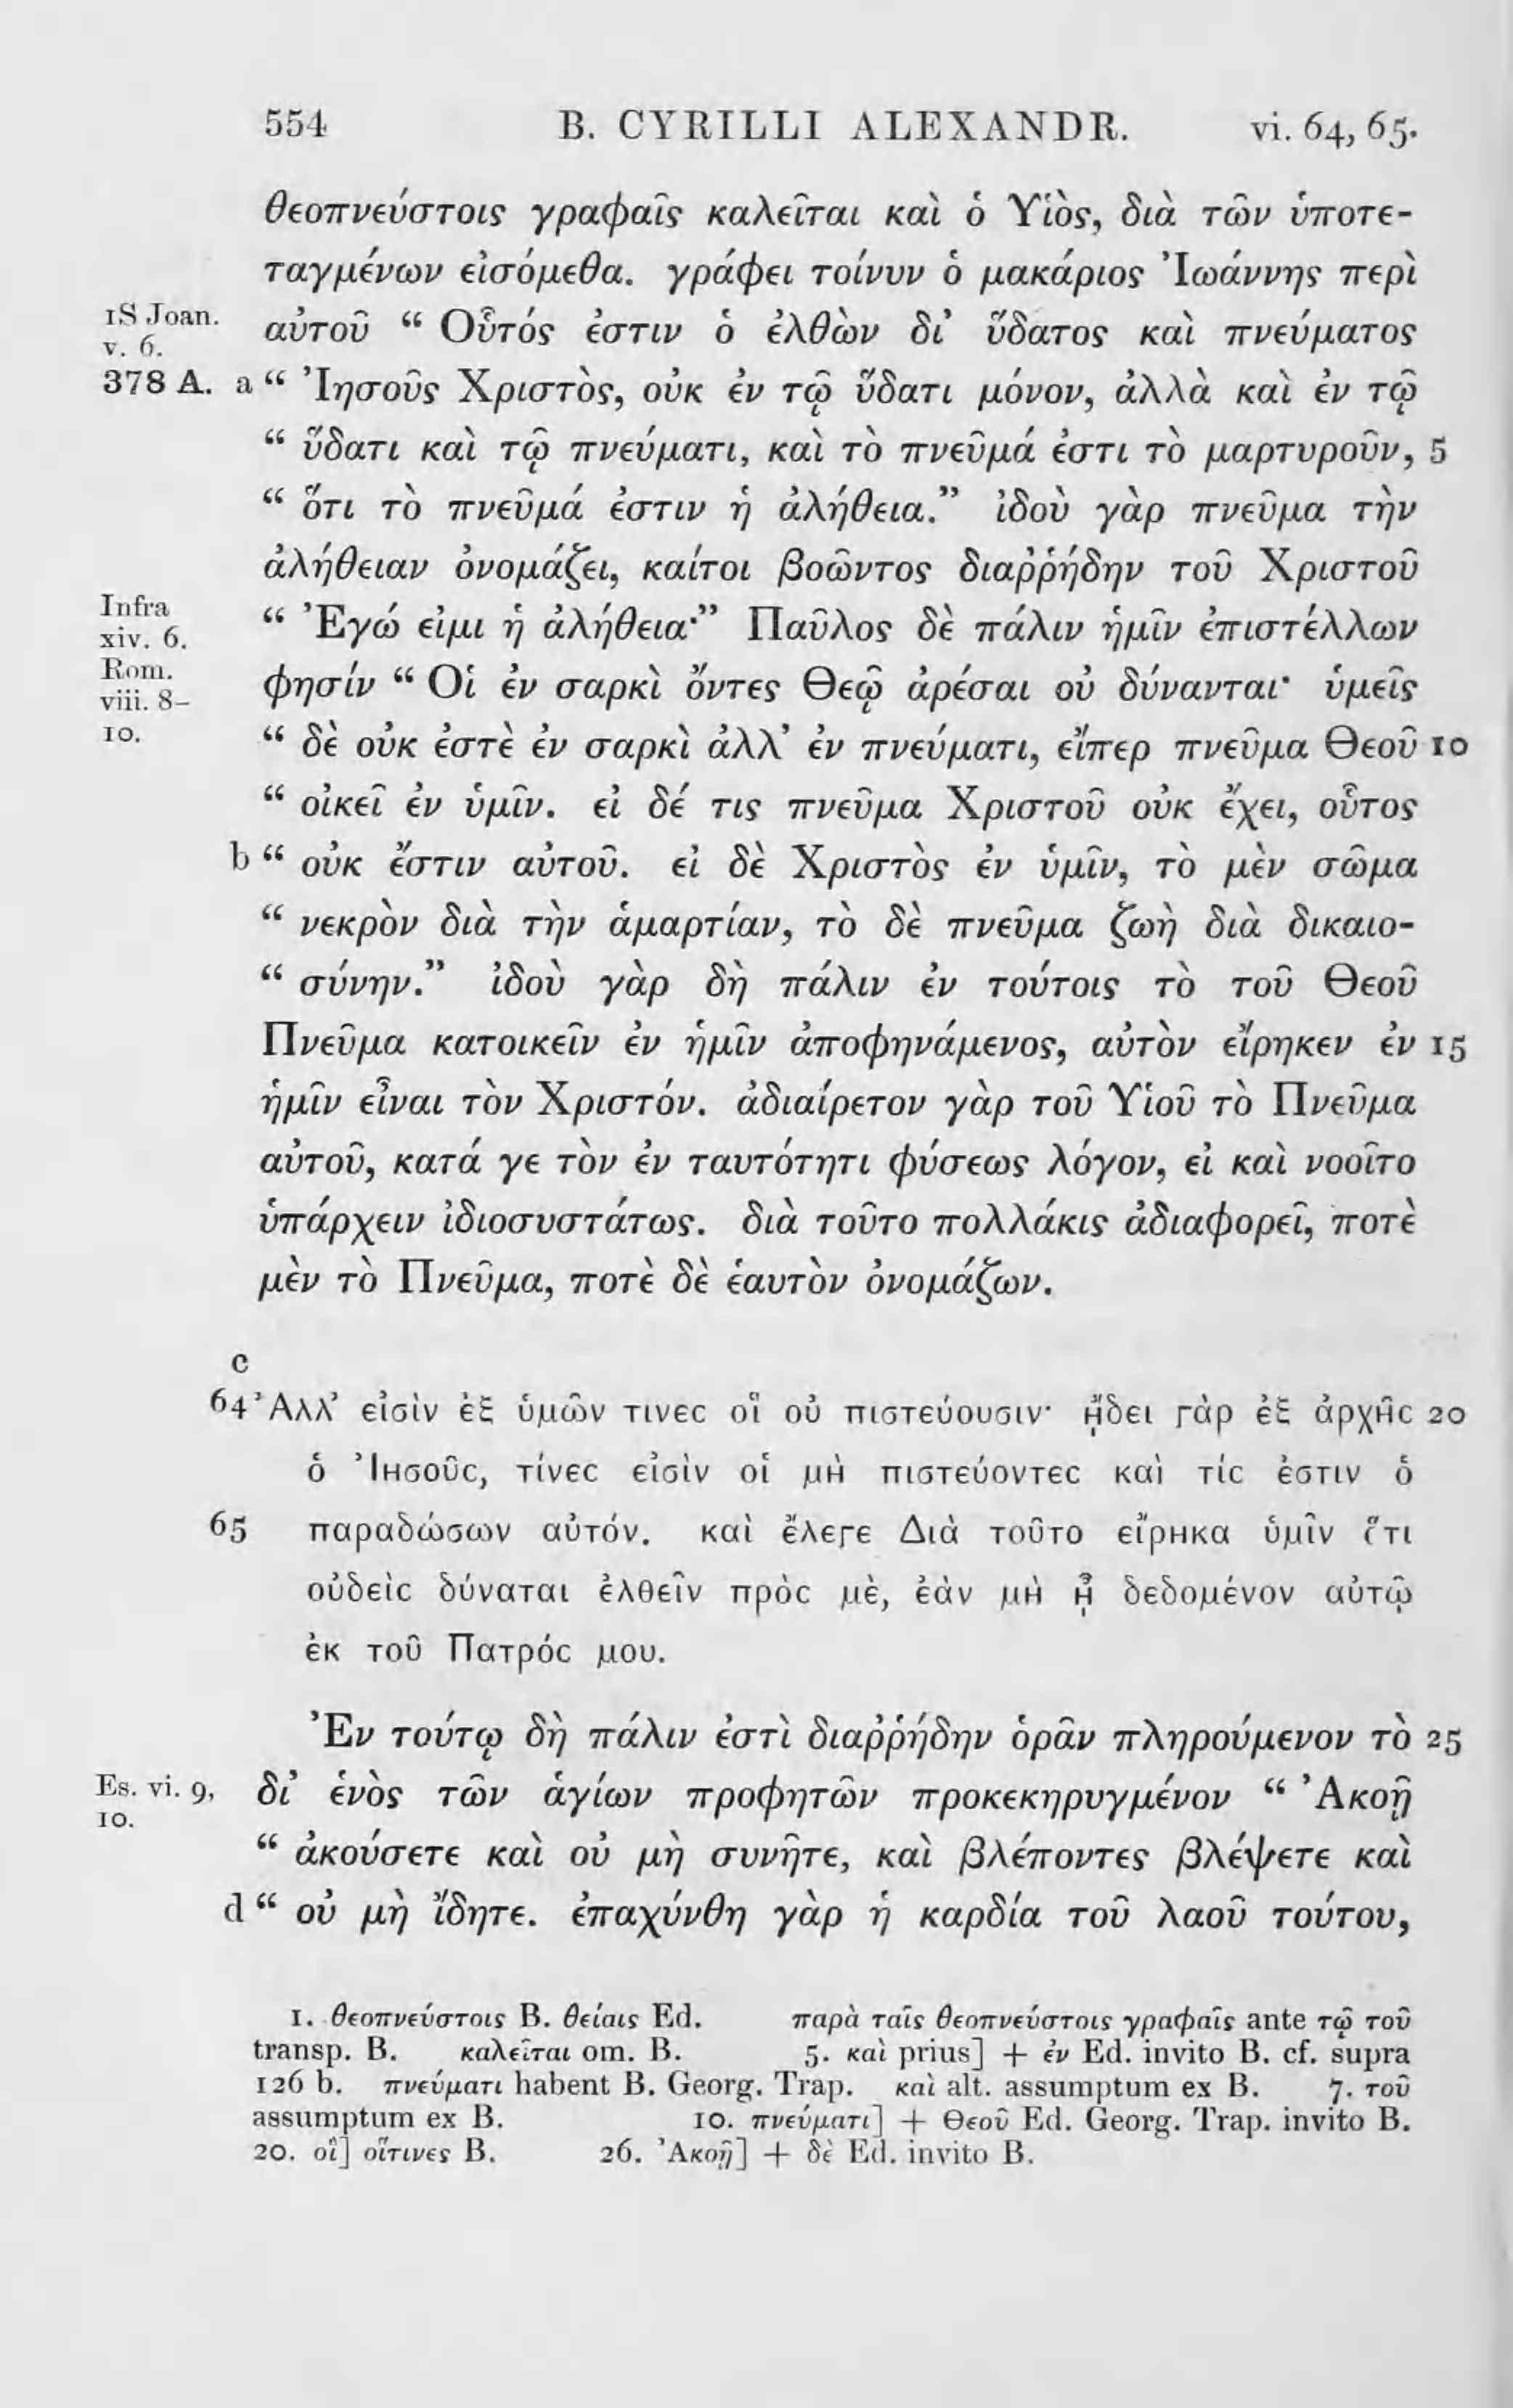 554 B. CYRILLI ALEXANDR. vi. 64, 65.
θεοπνεύστοις γραφαῖς καλεῖται καὶ ὁ Υἱὸς, διὰ τῶν ὑποτε-
ταγμένων εἰσόμεθα. γράφει τοίνυν ὁ μακάριος Ἰωάννης περὶ
1S Joan. αὐτοῦ “ Οὗτός ἐστιν ὁ ἐλθὼν δι᾽ ὕδατος καὶ πνεύματος
v. 6.
378 A. a “ Ἰησοῦς Χριστὸς, οὐκ ἐν τῷ ὕδατι μόνον, ἀλλὰ καὶ ἐν τῷ
“ ὕδατι καὶ τῷ πνεύματι, καὶ τὸ πνεῦμά ἐστι τὸ μαρτυροῦν, 5
“ ὅτι τὸ πνεῦμά ἐστιν ἡ ἀλήθεια.” ἰδοὺ γὰρ πνεῦμα τὴν
ἀλήθειαν ὀνομάζει, καίτοι βοῶντος διαῤῥήδην τοῦ Χριστοῦ
Infra
xiv. 6. “ Ἐγώ εἰμι ἡ ἀλήθεια·” Παῦλος δὲ πάλιν ἡμῖν ἐπιστέλλων
Rom.
viii. 8- φησίν “ Οἱ ἐν σαρκὶ ὄντες Θεῷ ἀρέσαι οὐ δύνανται· ὑμεῖς
10. “ δὲ οὐκ ἐστὲ ἐν σαρκὶ ἀλλ᾽ ἐν πνεύματι, εἴπερ πνεῦμα Θεοῦ 10
“ οἰκεῖ ἐν ὑμῖν. εἰ δέ τις πνεῦμα Χριστοῦ οὐκ ἔχει, οὗτος
b “ οὐκ ἔστιν αὐτοῦ. εἰ δὲ Χριστὸς ἐν ὑμῖν, τὸ μὲν σῶμα
“ νεκρὸν διὰ τὴν ἁμαρτίαν, τὸ δὲ πνεῦμα ζωὴ διὰ δικαιο-
“ σύνην.” ἰδοὺ γὰρ δὴ πάλιν ἐν τούτοις τὸ τοῦ Θεοῦ
Πνεῦμα κατοικεῖν ἐν ἡμῖν ἀποφηνάμενος, αὐτὸν εἴρηκεν ἐν 15
ἡμῖν εἶναι τὸν Χριστόν. ἀδιαίρετον γὰρ τοῦ Υἱοῦ τὸ Πνεῦμα
αὐτοῦ, κατά γε τὸν ἐν ταυτότητι φύσεως λόγον, εἰ καὶ νοοῖτο
ὑπάρχειν ἰδιοσυστάτως. διὰ τοῦτο πολλάκις ἀδιαφορεῖ, ποτὲ
μὲν τὸ Πνεῦμα, ποτὲ δὲ ἑαυτὸν ὀνομάζων.
c
64 Ἀλλ᾽ εἰσὶν ἐξ ὑμῶν τινες οἳ οὐ πιστεύουσιν· ᾔδει γὰρ ἐξ ἀρχῆς 20
ὁ Ἰησοῦς, τίνες εἰσὶν οἱ μὴ πιστεύοντες καὶ τίς ἐστιν ὁ
65 παραδώσων αὐτόν. καὶ ἔλεγε Διὰ τοῦτο εἴρηκα ὑμῖν ὅτι
οὐδεὶς δύναται ἐλθεῖν πρὸς μὲ, ἐὰν μὴ ᾖ δεδομένον αὐτῷ
ἐκ τοῦ Πατρός μου.
Ἐν τούτῳ δὴ πάλιν ἐστὶ διαῤῥήδην ὁρᾶν πληρούμενον τὸ 25
Es. vi. 9, δι᾽ ἑνὸς τῶν ἁγίων προφητῶν προκεκηρυγμένον “ Ἀκοῇ
10.
“ ἀκούσετε καὶ οὐ μὴ συνῆτε, καὶ βλέποντες βλέψετε καὶ
d “ οὐ μὴ ἴδητε. ἐπαχύνθη γὰρ ἡ καρδία τοῦ λαοῦ τούτου,
1. θεοπνεύστοις B. θείαις Ed. παρὰ ταῖς θεοπνεύστοις γραφαῖς ante τῷ τοῦ
transp. B. καλεῖται om. B. 5. καὶ prius] + ἐν Ed. invito B. cf. supra
126 b. πνεύματι habent B. Georg. Trap. καὶ alt. assumptum ex B. 7. τοῦ
assumptum ex B. 10. πνεύματι] + Θεοῦ Ed. Georg. Trap. invito B.
20. οἳ] οἵτινες B. 26. Ἀκοῇ] + δὲ Ed. invito B.